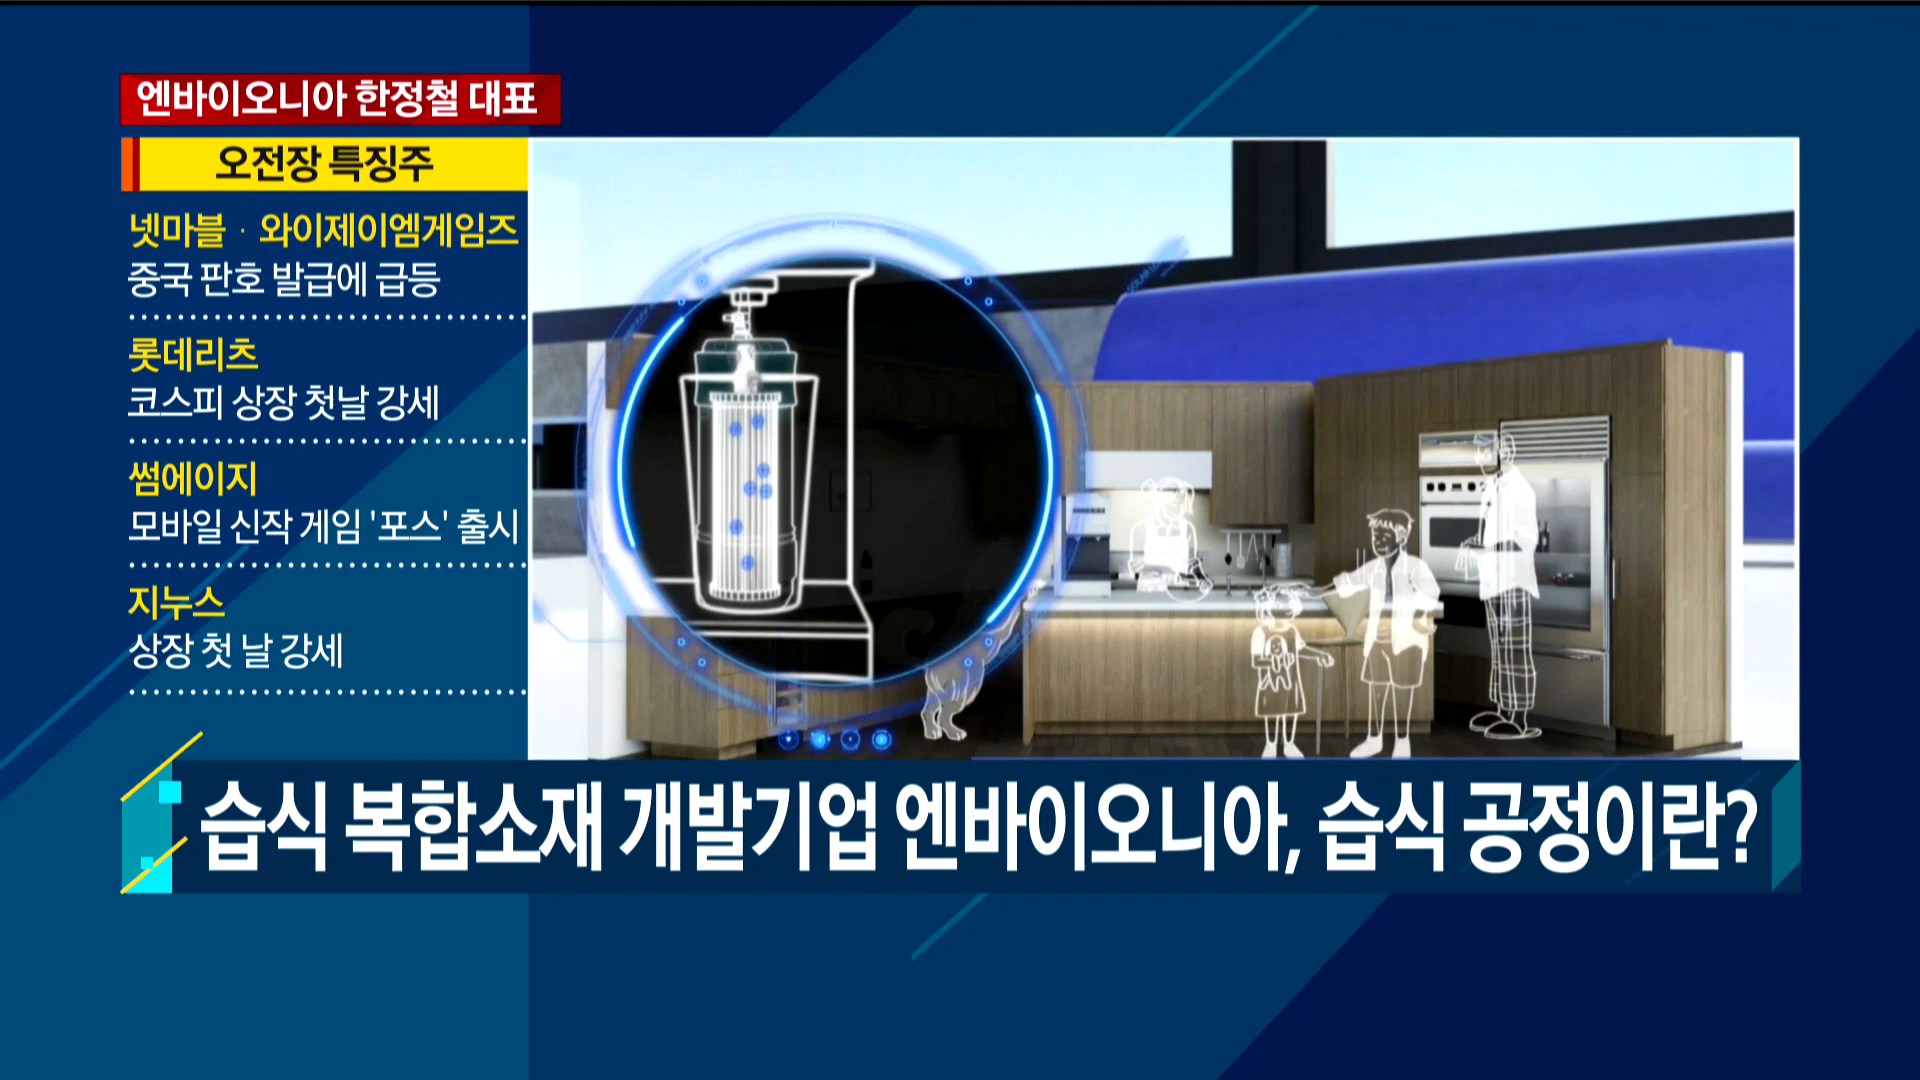 엔바이오니아 한정철 대표
오전장 특징주
넷마블 · 와이제이엠게임즈
중국 판호 발급에 급등
롯데리츠
코스피 상장 첫날 강세
썸에이지
모바일 신작 게임 '포스' 출시
지누스
상장 첫 날 강세
습식 복합소재 개발기업 엔바이오니아, 습식 공정이란?